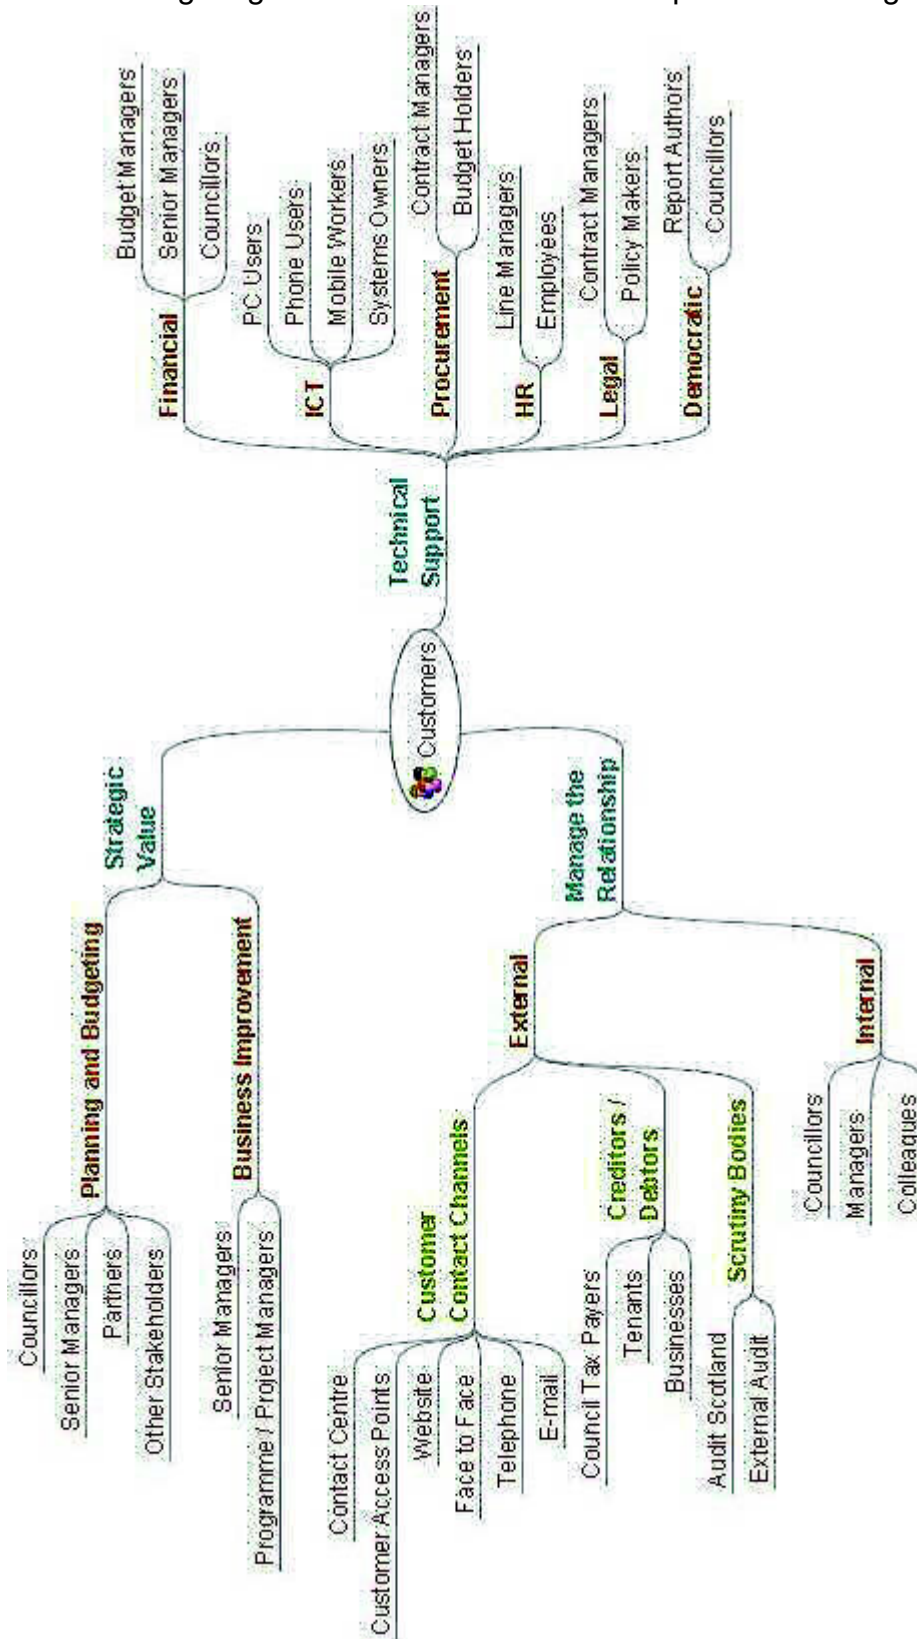 Customers
Strategic
Value
Planning and Budgeting
Councillors
Senior Managers
Partners
Other Stakeholders
Business Improvement
Senior Managers
Programme / Project Managers
Technical
Support
Financial
Budget Managers
Senior Managers
Councillors
ICT
PC Users
Phone Users
Mobile Workers
Systems Owners
Procurement
Contract Managers
Budget Holders
HR
Line Managers
Employees
Legal
Contract Managers
Policy Makers
Democratic
Report Authors
Councillors
Manage the
Relationship
External
Customer
Contact Channels
Contact Centre
Customer Access Points
Website
Face to Face
Telephone
E-mail
Creditors /
Debtors
Council Tax Payers
Tenants
Businesses
Scrutiny Bodies
Audit Scotland
External Audit
Internal
Councillors
Managers
Colleagues